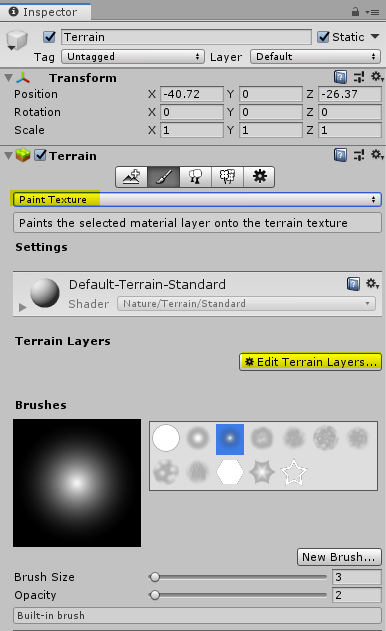 Inspector
Terrain Static
Tag Untagged Layer Default
Transform
Position X -40.72 Y 0 Z -26.37
Rotation X 0 Y 0 Z 0
Scale X 1 Y 1 Z 1
Terrain
Paint Texture
Paints the selected material layer onto the terrain texture
Settings
Default-Terrain-Standard
Shader Nature/Terrain/Standard
Terrain Layers
Edit Terrain Layers...
Brushes
New Brush...
Brush Size 3
Opacity 2
Built-in brush